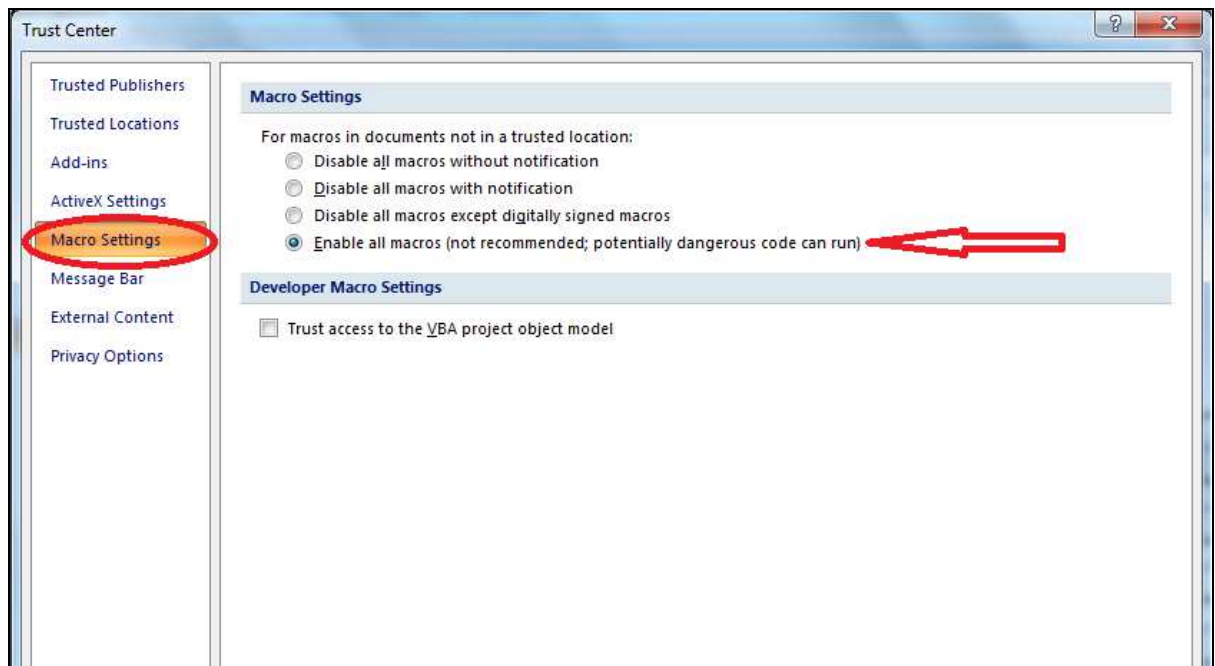 Trust Center
Trusted Publishers
Trusted Locations
Add-ins
ActiveX Settings
Macro Settings
Message Bar
External Content
Privacy Options
Macro Settings
For macros in documents not in a trusted location:
Disable all macros without notification
Disable all macros with notification
Disable all macros except digitally signed macros
Enable all macros (not recommended; potentially dangerous code can run)
Developer Macro Settings
Trust access to the VBA project object model